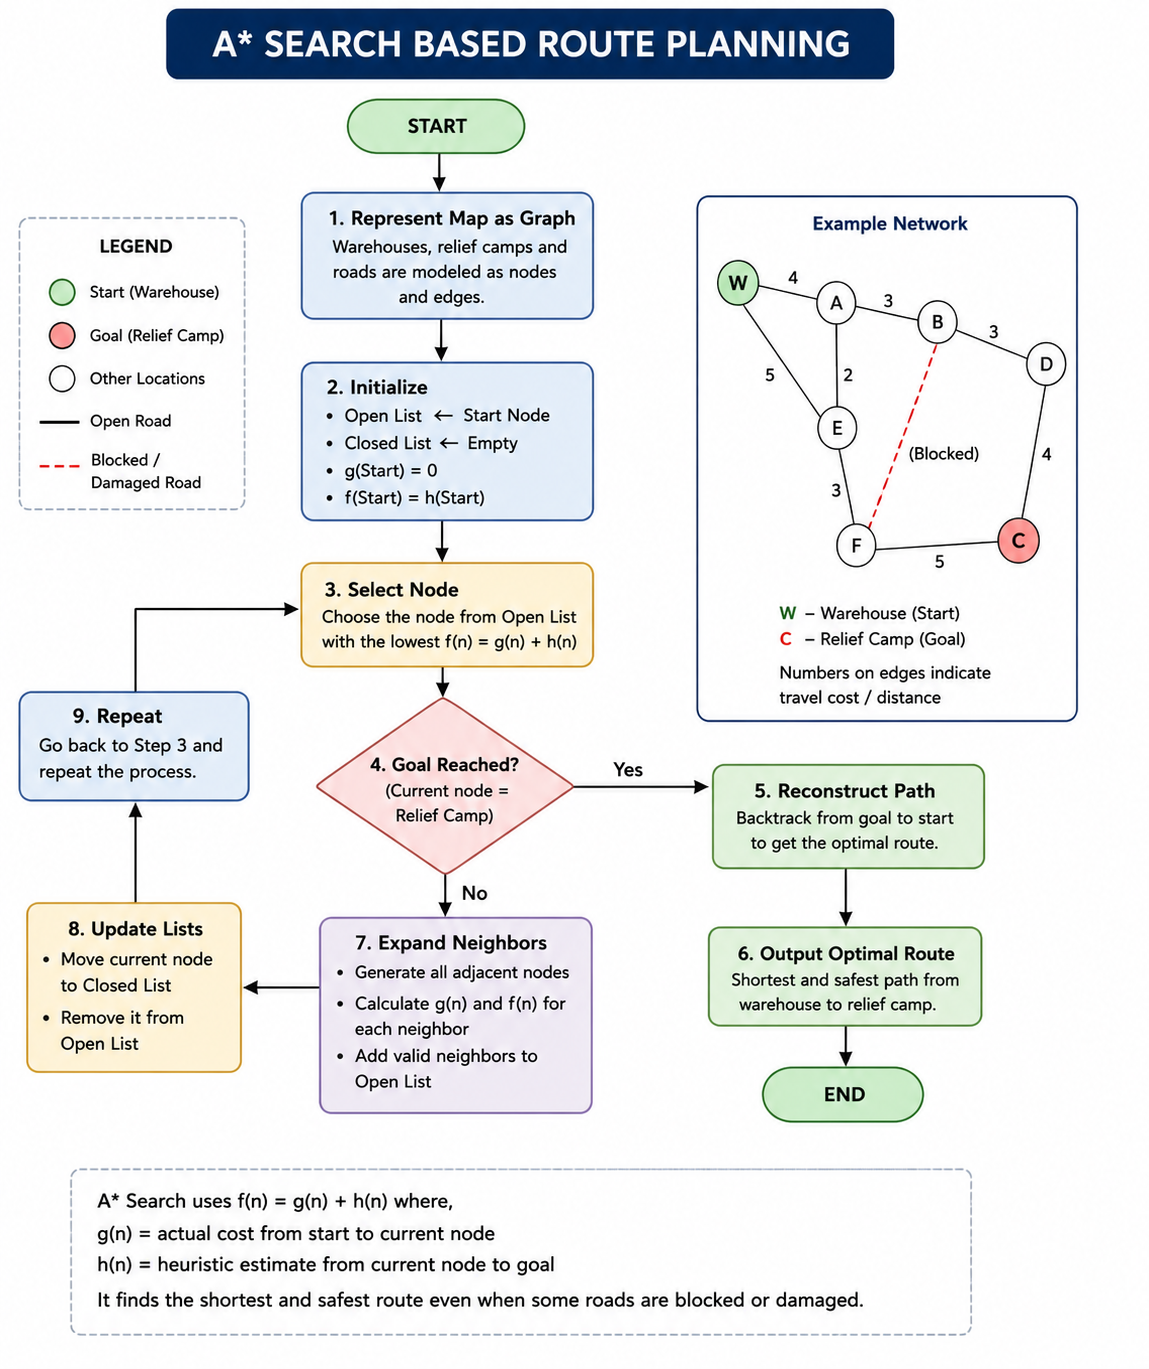 A* SEARCH BASED ROUTE PLANNING
START
1. Represent Map as Graph
Warehouses, relief camps and
roads are modeled as nodes
and edges.
LEGEND
Start (Warehouse)
Goal (Relief Camp)
Other Locations
Open Road
Blocked /
Damaged Road
2. Initialize
• Open List ← Start Node
• Closed List ← Empty
• g(Start) = 0
• f(Start) = h(Start)
Example Network
W
4
A
3
B
3
D
5
2
E
(Blocked)
4
3
F
5
C
W – Warehouse (Start)
C – Relief Camp (Goal)
Numbers on edges indicate
travel cost / distance
3. Select Node
Choose the node from Open List
with the lowest f(n) = g(n) + h(n)
4. Goal Reached?
(Current node =
Relief Camp)
Yes
No
5. Reconstruct Path
Backtrack from goal to start
to get the optimal route.
6. Output Optimal Route
Shortest and safest path from
warehouse to relief camp.
END
7. Expand Neighbors
• Generate all adjacent nodes
• Calculate g(n) and f(n) for
each neighbor
• Add valid neighbors to
Open List
8. Update Lists
• Move current node
to Closed List
• Remove it from
Open List
9. Repeat
Go back to Step 3 and
repeat the process.
A* Search uses f(n) = g(n) + h(n) where,
g(n) = actual cost from start to current node
h(n) = heuristic estimate from current node to goal
It finds the shortest and safest route even when some roads are blocked or damaged.